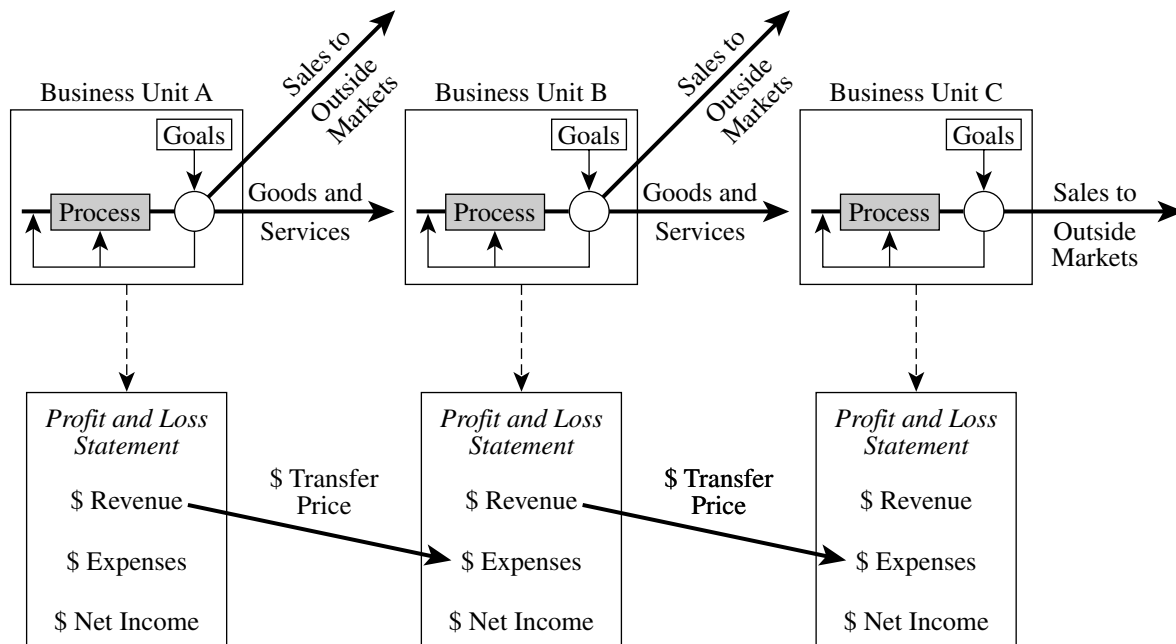 Business Unit A
Goals
Process
Sales to
Outside
Markets
Goods and
Services
Business Unit B
Goals
Process
Sales to
Outside
Markets
Goods and
Services
Business Unit C
Goals
Process
Sales to
Outside
Markets
Profit and Loss
Statement
$ Revenue
$ Expenses
$ Net Income
$ Transfer
Price
Profit and Loss
Statement
$ Revenue
$ Expenses
$ Net Income
$ Transfer
Price
Profit and Loss
Statement
$ Revenue
$ Expenses
$ Net Income